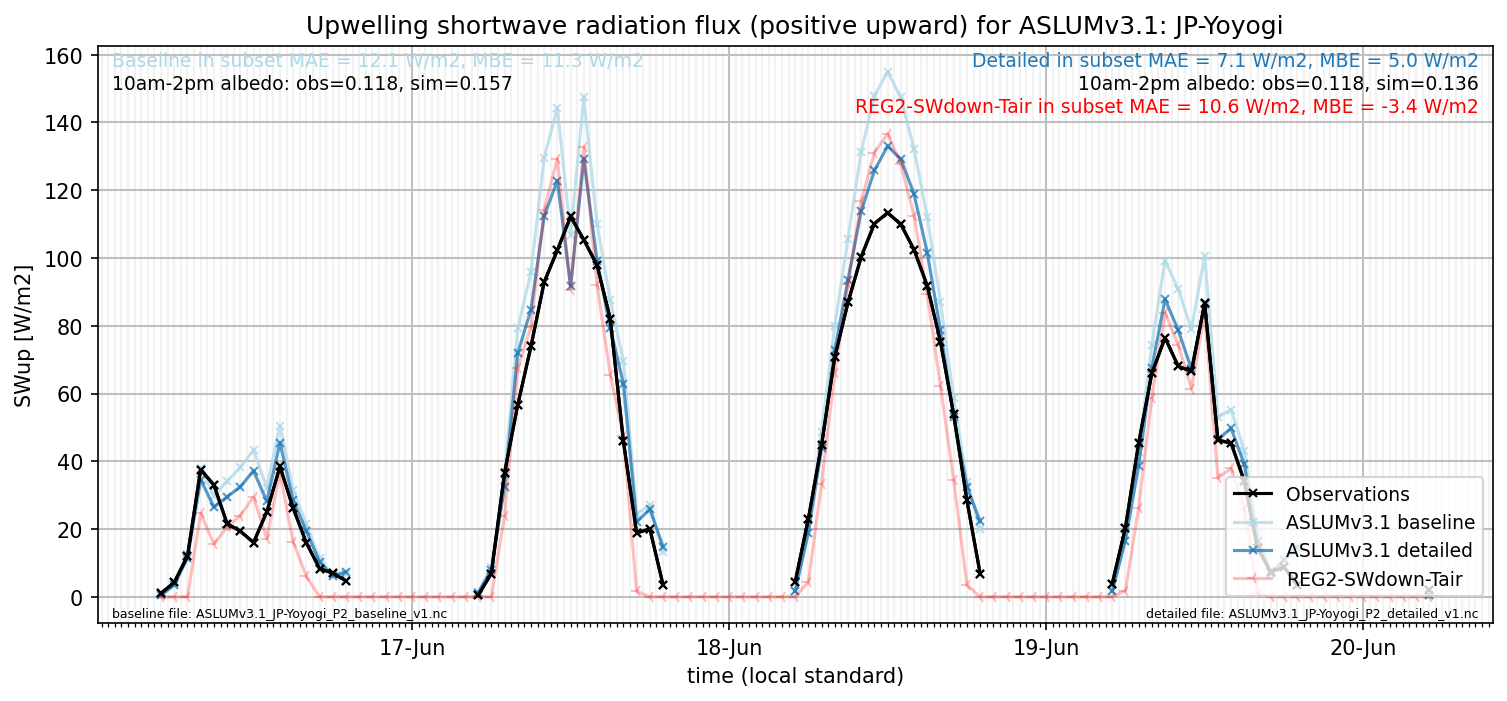 Upwelling shortwave radiation flux (positive upward) for ASLUMv3.1: JP-Yoyogi
Baseline in subset MAE = 12.1 W/m2, MBE = 11.3 W/m2
10am-2pm albedo: obs=0.118, sim=0.157
Detailed in subset MAE = 7.1 W/m2, MBE = 5.0 W/m2
10am-2pm albedo: obs=0.118, sim=0.136
REG2-SWdown-Tair in subset MAE = 10.6 W/m2, MBE = -3.4 W/m2
SWup [W/m2]
160
140
120
100
80
60
40
20
0
Observations
ASLUMv3.1 baseline
ASLUMv3.1 detailed
REG2-SWdown-Tair
baseline file: ASLUMv3.1_JP-Yoyogi_P2_baseline_v1.nc
detailed file: ASLUMv3.1_JP-Yoyogi_P2_detailed_v1.nc
17-Jun
18-Jun
19-Jun
20-Jun
time (local standard)